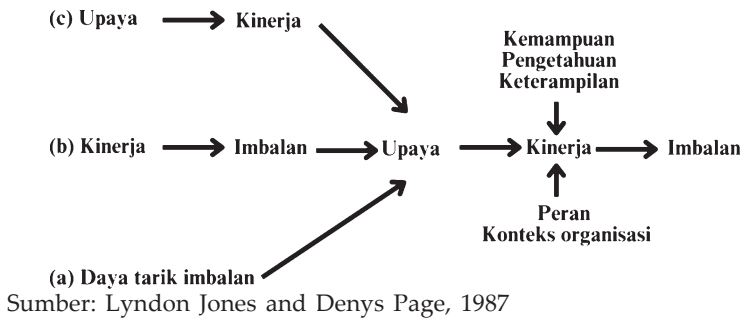 (c) Upaya Kinerja
Kemampuan
Pengetahuan
Keterampilan
(b) Kinerja Imbalan Upaya Kinerja Imbalan
Peran
Konteks organisasi
(a) Daya tarik imbalan
Sumber: Lyndon Jones and Denys Page, 1987